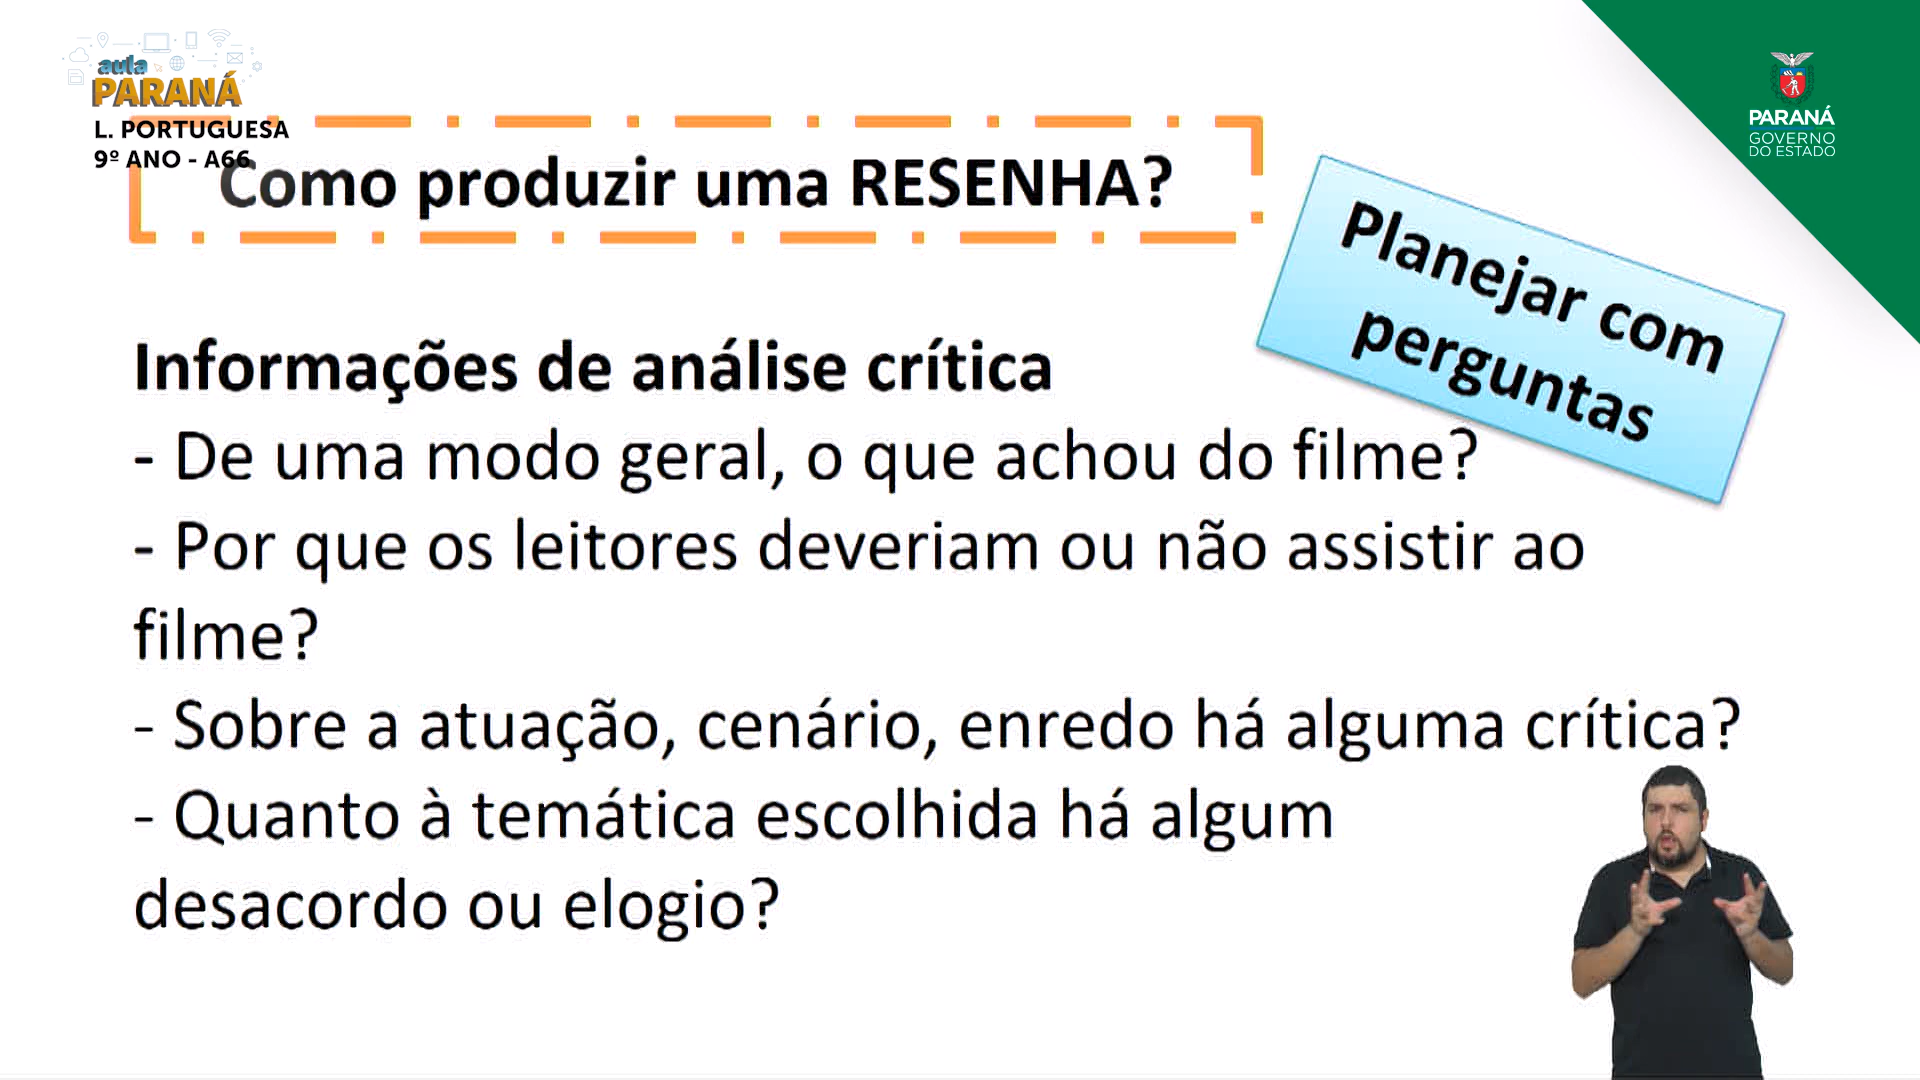 aula
PARANÁ
L. PORTUGUESA
9º ANO - A66
Como produzir uma RESENHA?
PARANÁ
GOVERNO
DO ESTADO
Planejar com
perguntas
Informações de análise crítica
- De uma modo geral, o que achou do filme?
- Por que os leitores deveriam ou não assistir ao
filme?
- Sobre a atuação, cenário, enredo há alguma crítica?
- Quanto à temática escolhida há algum
desacordo ou elogio?